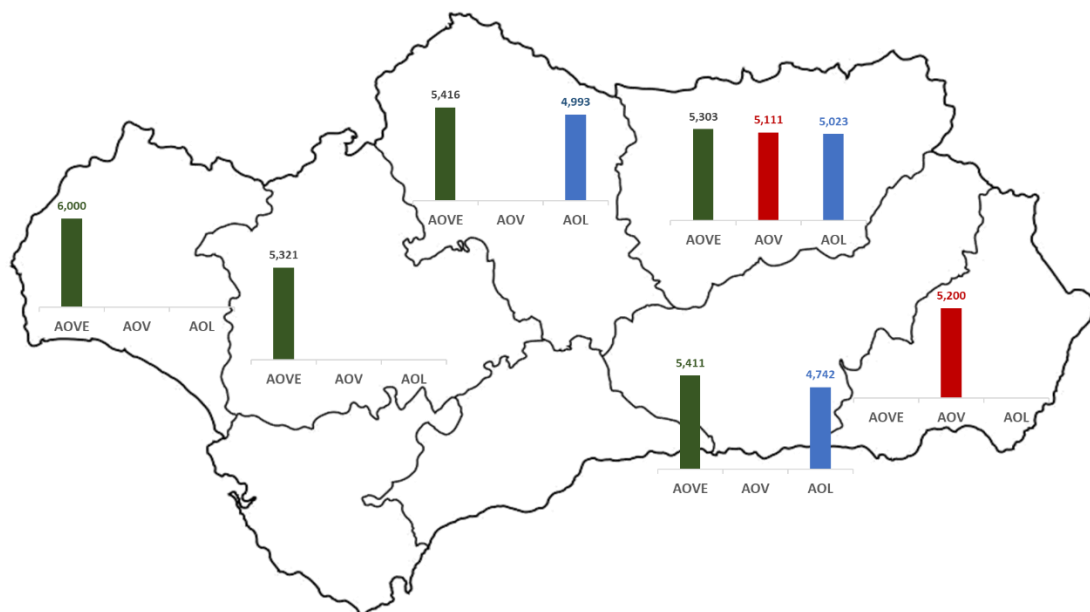 5,416
4,993
AOVE AOV AOL
5,303
5,111
5,023
AOVE AOV AOL
6,000
AOVE AOV AOL
5,321
AOVE AOV AOL
5,200
AOVE AOV AOL
5,411
4,742
AOVE AOV AOL